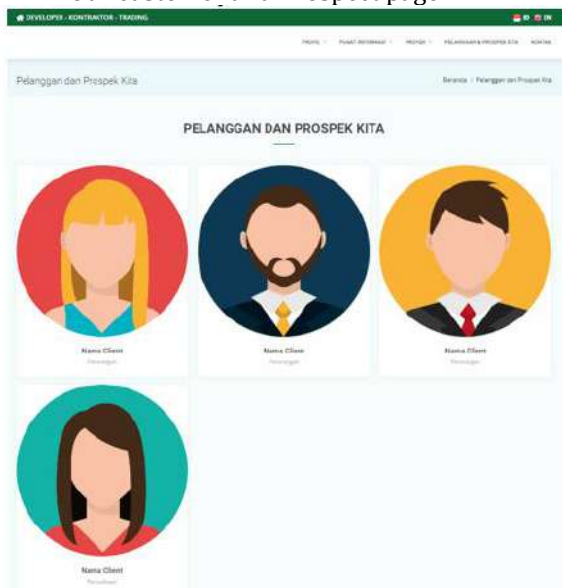 DEVELOPER - KONTRAKTOR - TRADING ID EN
PROFIL PUSAT INFORMASI PROYEK PELANGGAN & PROSPEK KITA KONTAK
Pelanggan dan Prospek Kita Beranda / Pelanggan dan Prospek Kita
PELANGGAN DAN PROSPEK KITA
Nama Client Nama Client Nama Client
Nama Client